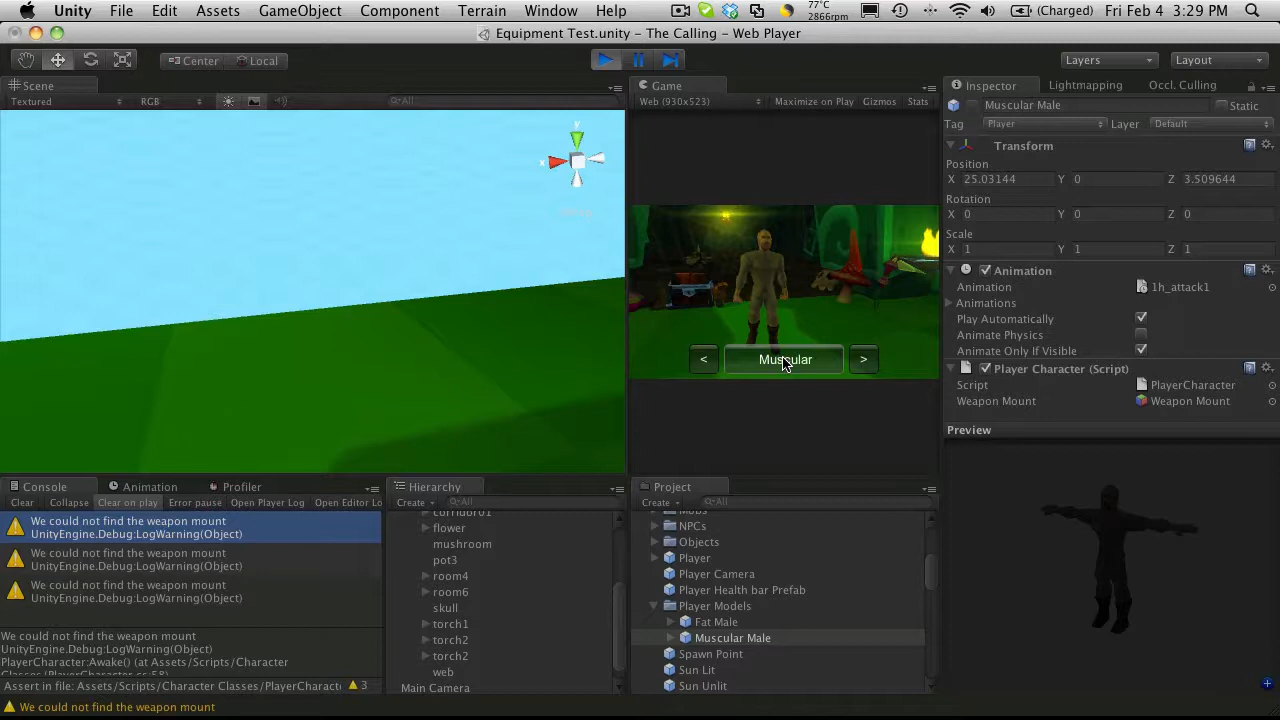 Unity File Edit Assets GameObject Component Terrain Window Help 77°C 2866rpm (Charged) Fri Feb 4 3:29 PM
Equipment Test.unity - The Calling - Web Player
Center Local Layers Layout
Scene
Textured RGB All
y
x
Game
Web (930x523) Maximize on Play Gizmos Stats
< Muscular >
Inspector Lightmapping Occl. Culling
Muscular Male Static
Tag Player Layer Default
Transform
Position
X 25.03144 Y 0 Z 3.509644
Rotation
X 0 Y 0 Z 0
Scale
X 1 Y 1 Z 1
Animation
Animation 1h_attack1
Animations
Play Automatically
Animate Physics
Animate Only If Visible
Player Character (Script)
Script PlayerCharacter
Weapon Mount Weapon Mount
Preview
Console Animation Profiler
Clear Collapse Clear on play Error pause Open Player Log Open Editor Lo
We could not find the weapon mount
UnityEngine.Debug:LogWarning(Object)
We could not find the weapon mount
UnityEngine.Debug:LogWarning(Object)
We could not find the weapon mount
UnityEngine.Debug:LogWarning(Object)
We could not find the weapon mount
UnityEngine.Debug:LogWarning(Object)
PlayerCharacter:Awake() (at Assets/Scripts/Character
Classes/PlayerCharacter.cs:58)
Assert in file: Assets/Scripts/Character Classes/PlayerCharact 3
We could not find the weapon mount
Hierarchy
Create All
corridor01
flower
mushroom
pot3
room4
room6
skull
torch1
torch2
torch2
web
Main Camera
Project
Create All
Mobs
NPCs
Objects
Player
Player Camera
Player Health bar Prefab
Player Models
Fat Male
Muscular Male
Spawn Point
Sun Lit
Sun Unlit